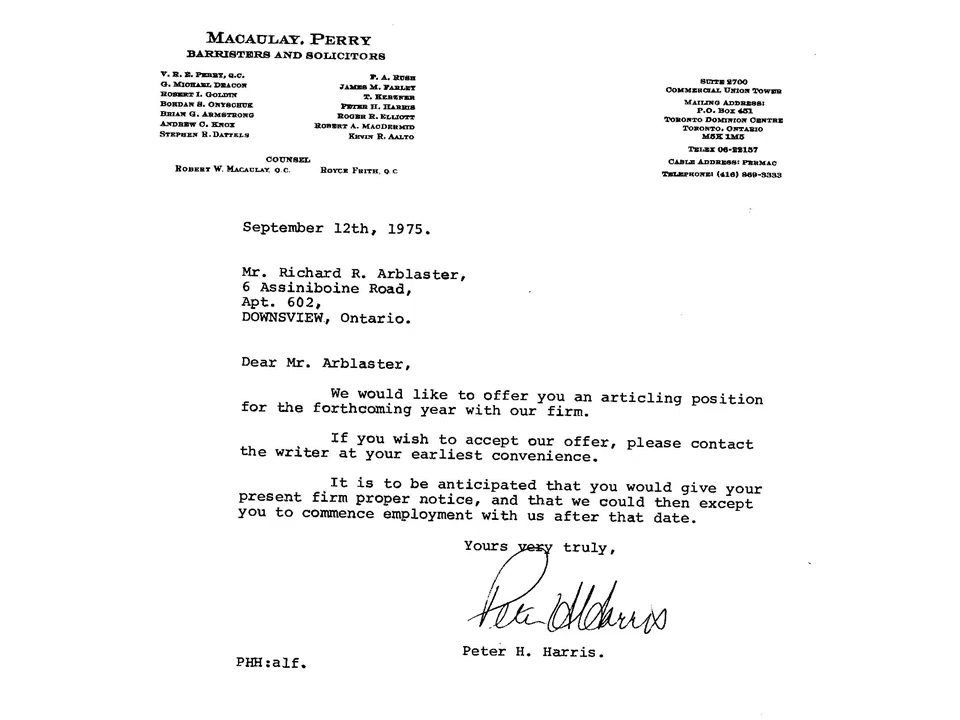 MACAULAY, PERRY
BARRISTERS AND SOLICITORS
V. R. E. PERRY, Q.C.
G. MICHAEL DEACON
ROBERT I. GOLDIN
BOHDAN S. ONYSCHUK
BRIAN G. ARMSTRONG
ANDREW C. KNOX
STEPHEN H. DATTELS
P. A. RUSH
JAMES M. FARLEY
T. KERZNER
PETER H. HARRIS
ROGER R. ELLIOTT
ROBERT A. MACDERMID
KEVIN R. AALTO
COUNSEL
ROBERT W. MACAULAY, Q.C. ROYCE FRITH, Q.C
SUITE 2700
COMMERCIAL UNION TOWER
MAILING ADDRESS:
P.O. BOX 451
TORONTO DOMINION CENTRE
TORONTO, ONTARIO
M5K 1M5
TELEX 06-22157
CABLE ADDRESS: PERMAC
TELEPHONE: (416) 869-3333
September 12th, 1975.
Mr. Richard R. Arblaster,
6 Assiniboine Road,
Apt. 602,
DOWNSVIEW, Ontario.
Dear Mr. Arblaster,
We would like to offer you an articling position
for the forthcoming year with our firm.
If you wish to accept our offer, please contact
the writer at your earliest convenience.
It is to be anticipated that you would give your
present firm proper notice, and that we could then except
you to commence employment with us after that date.
Yours very truly,
Peter H Harris
Peter H. Harris.
PHH:alf.